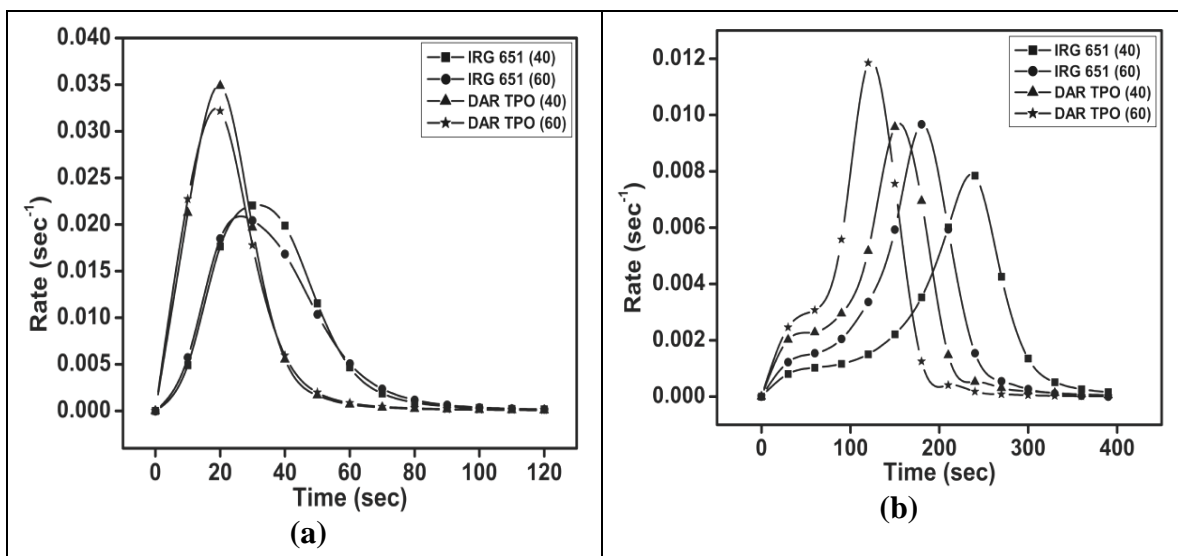 0.040
0.035
0.030
0.025
0.020
0.015
0.010
0.005
0.000
Rate (sec⁻¹)
IRG 651 (40)
IRG 651 (60)
DAR TPO (40)
DAR TPO (60)
0 20 40 60 80 100 120
Time (sec)
(a)
0.012
0.010
0.008
0.006
0.004
0.002
0.000
Rate (sec⁻¹)
IRG 651 (40)
IRG 651 (60)
DAR TPO (40)
DAR TPO (60)
0 100 200 300 400
Time (sec)
(b)